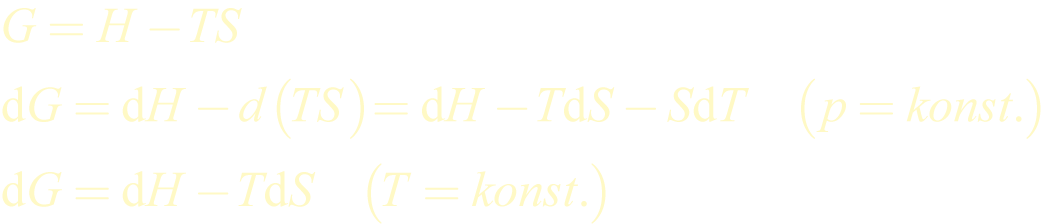 G = H − TS
dG = dH − d(TS) = dH − TdS − SdT (p = konst.)
dG = dH − TdS (T = konst.)